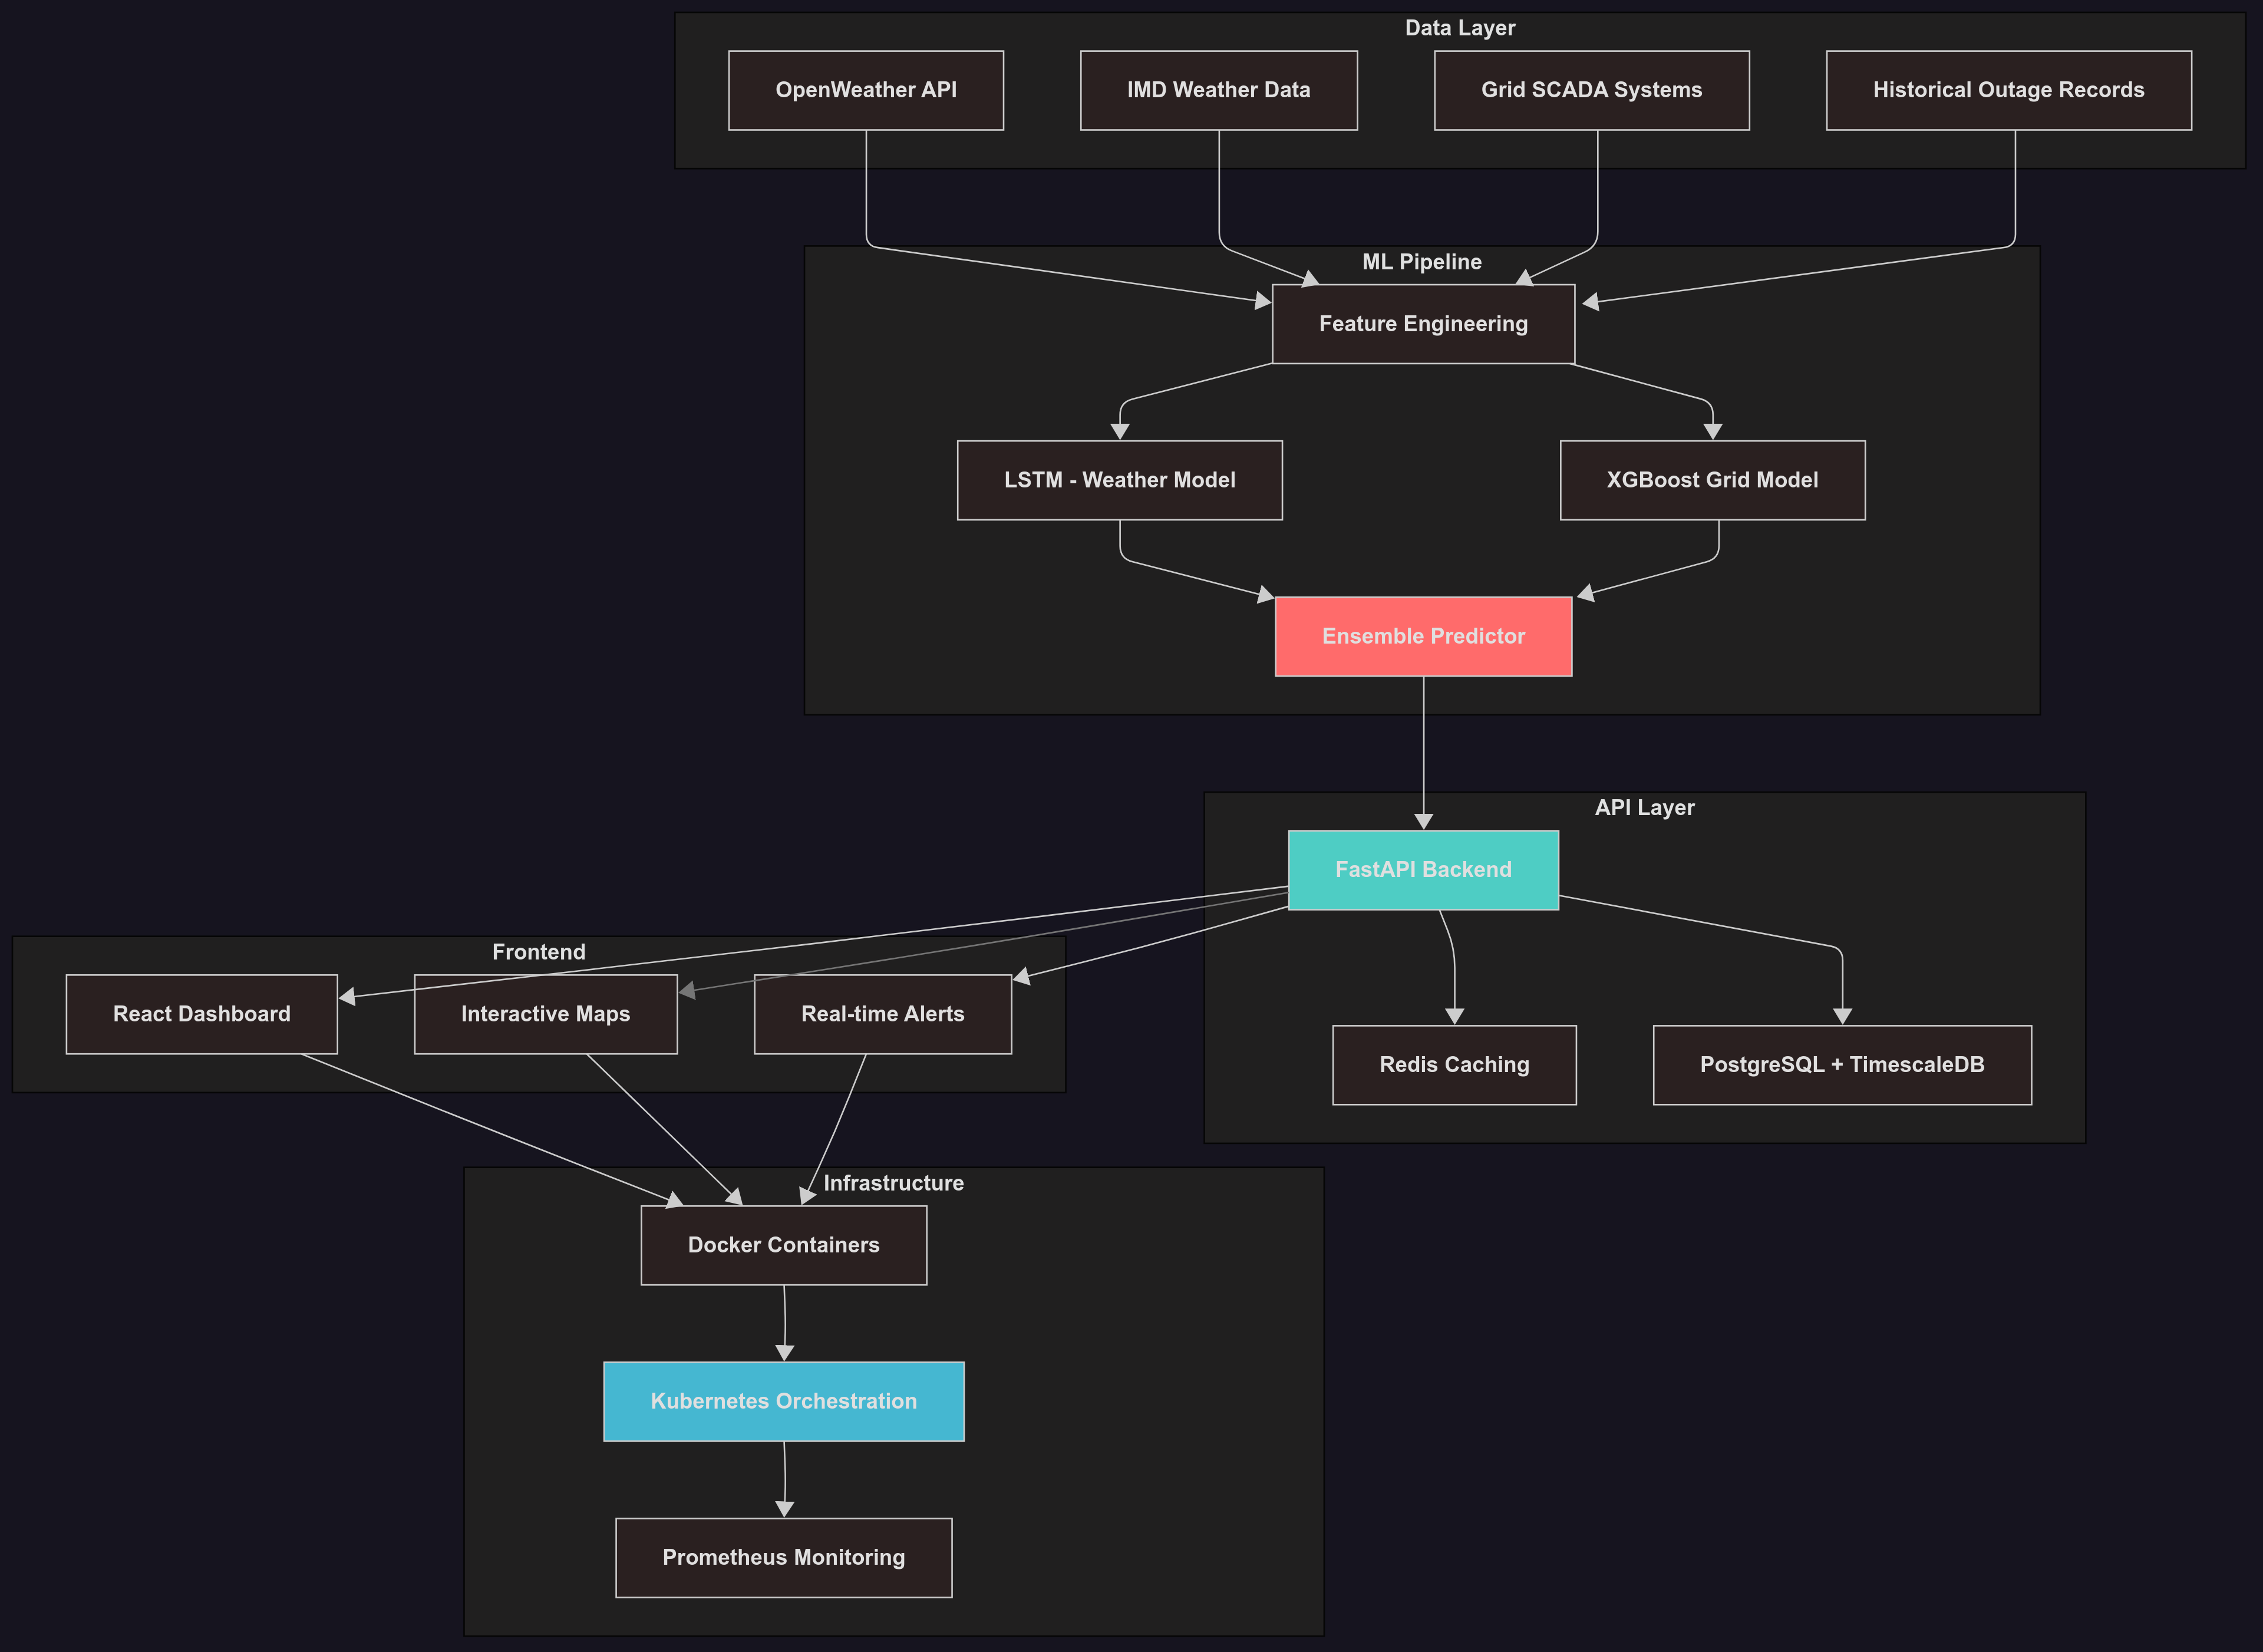 Data Layer
OpenWeather API
IMD Weather Data
Grid SCADA Systems
Historical Outage Records
ML Pipeline
Feature Engineering
LSTM - Weather Model
XGBoost Grid Model
Ensemble Predictor
API Layer
FastAPI Backend
Frontend
React Dashboard
Interactive Maps
Real-time Alerts
Redis Caching
PostgreSQL + TimescaleDB
Infrastructure
Docker Containers
Kubernetes Orchestration
Prometheus Monitoring